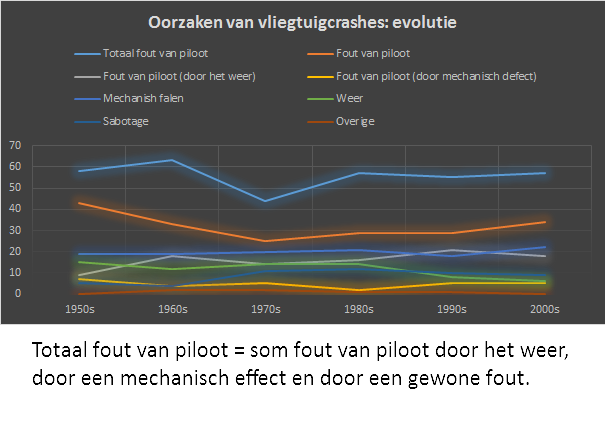 Oorzaken van vliegtuigcrashes: evolutie
Totaal fout van piloot
Fout van piloot
Fout van piloot (door het weer)
Fout van piloot (door mechanisch defect)
Mechanish falen
Weer
Sabotage
Overige
70
60
50
40
30
20
10
0
1950s 1960s 1970s 1980s 1990s 2000s
Totaal fout van piloot = som fout van piloot door het weer,
door een mechanisch effect en door een gewone fout.